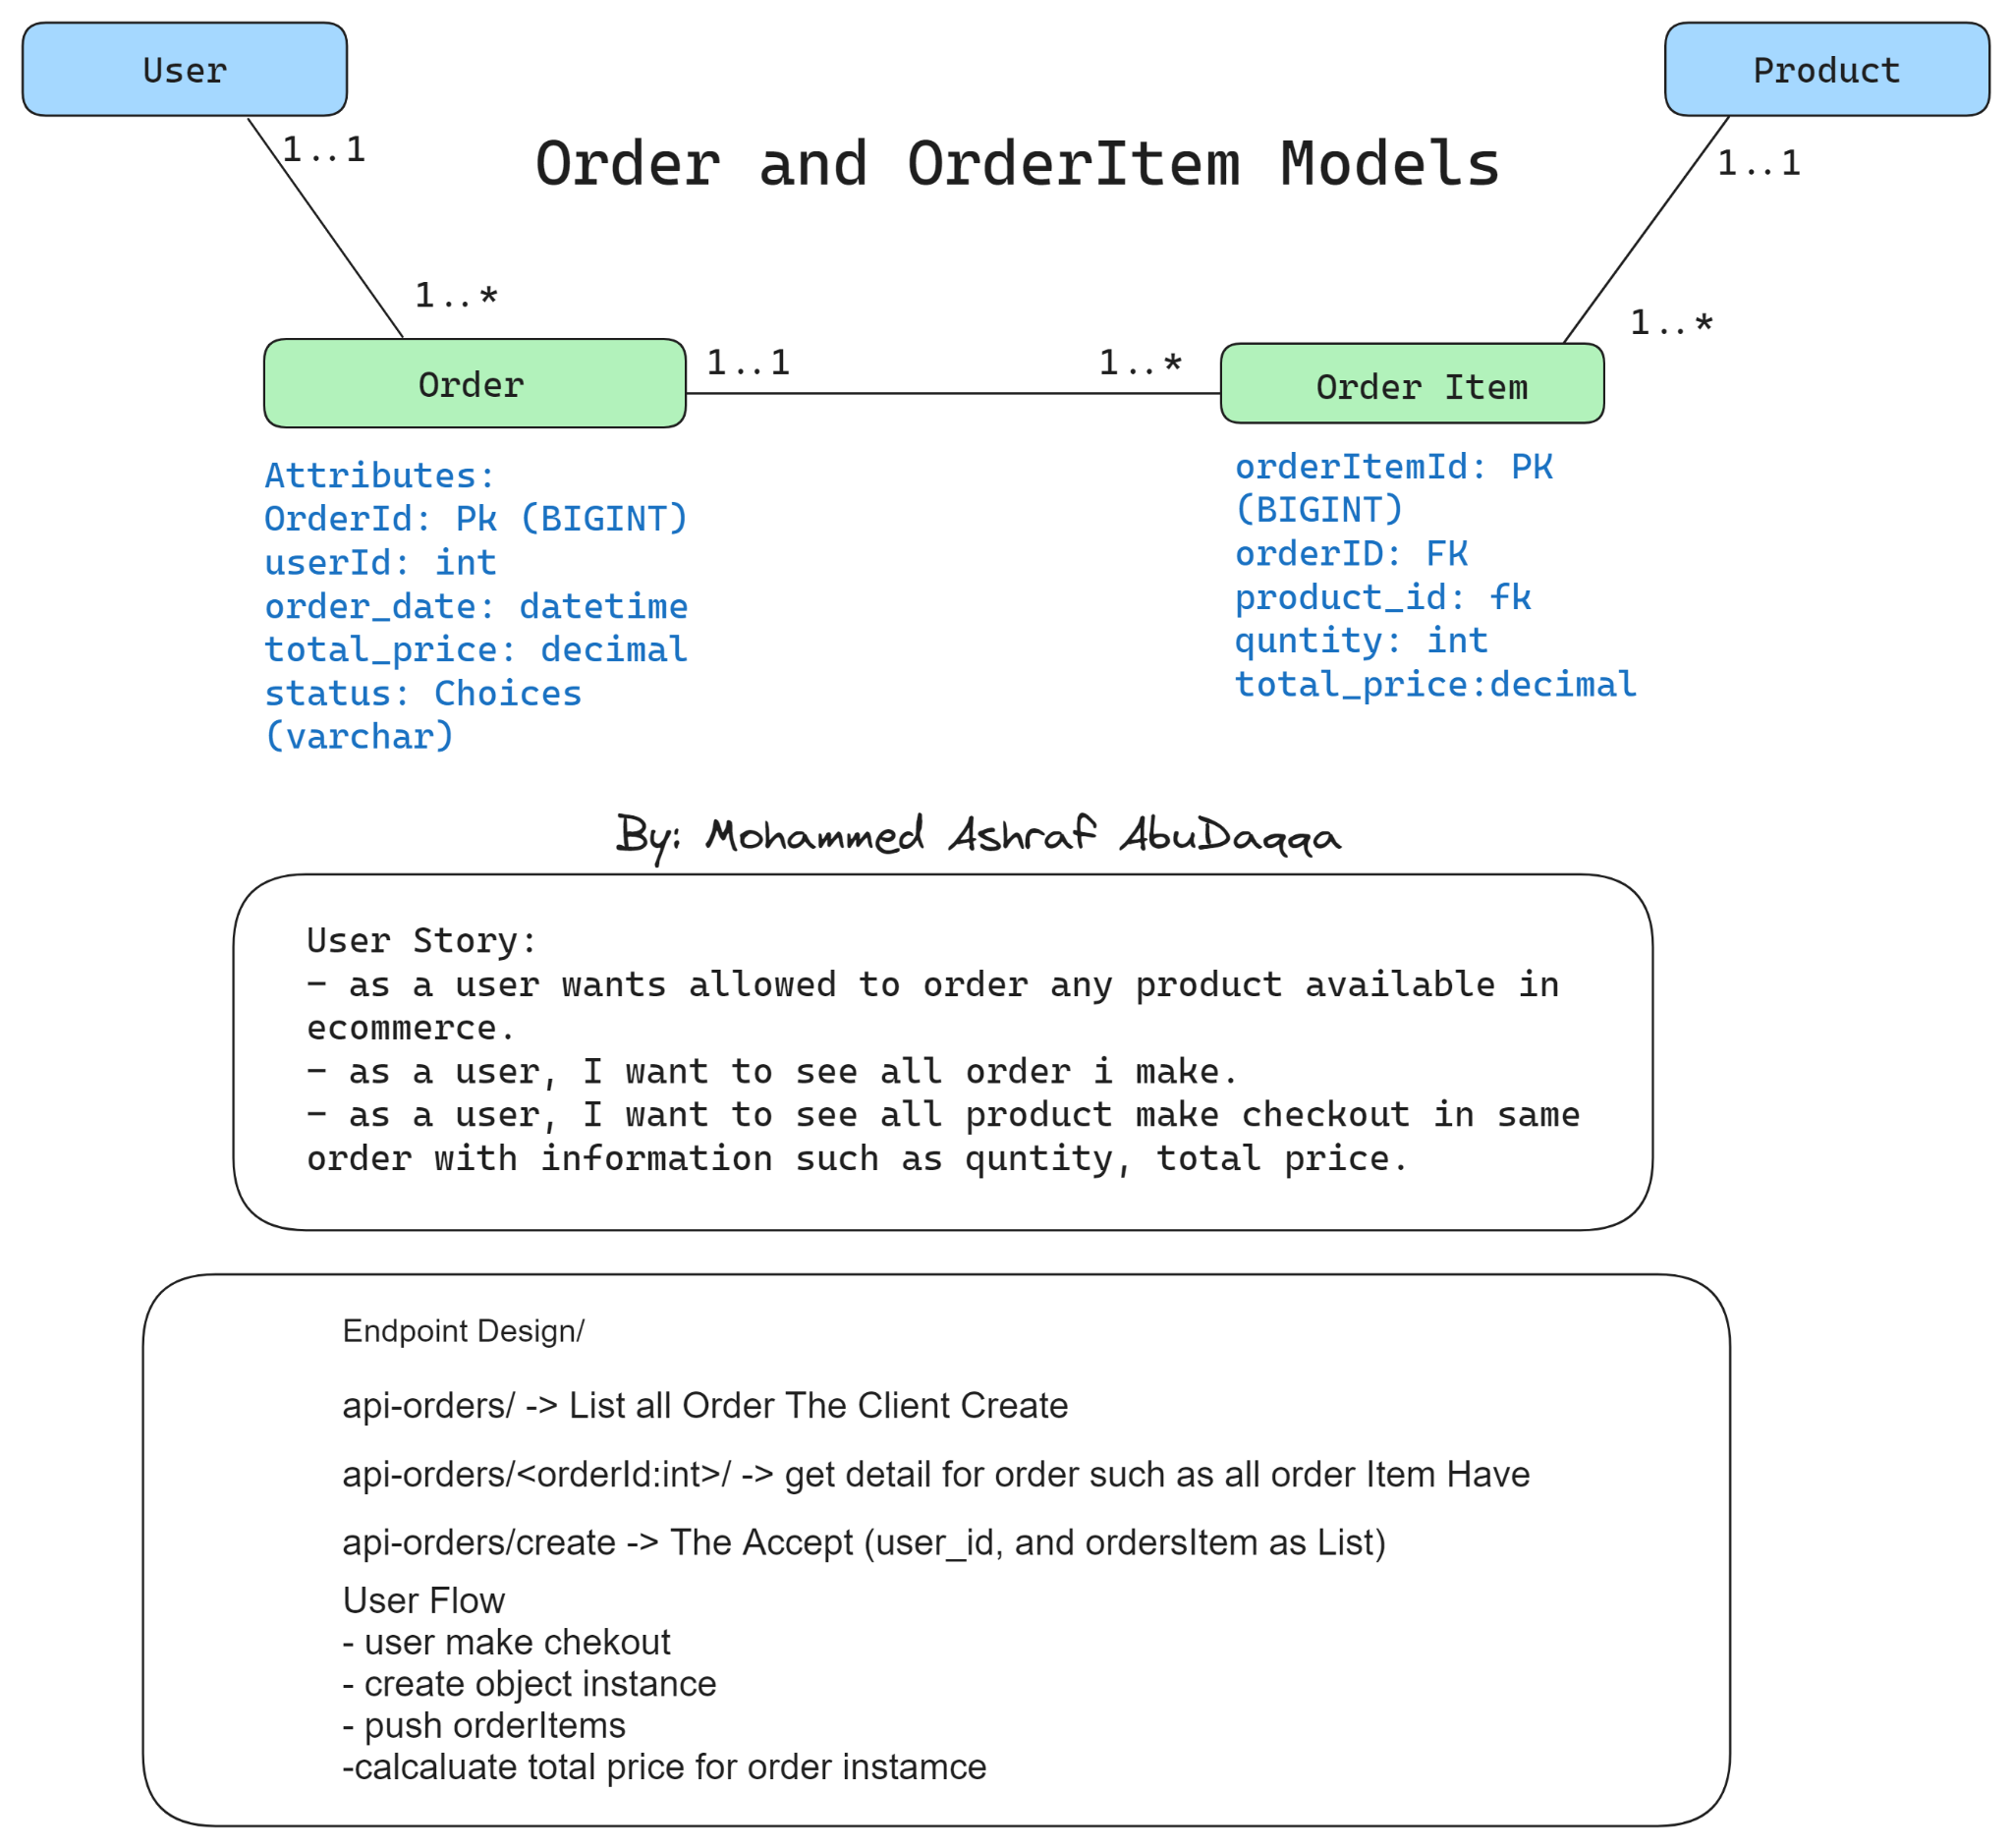 User
Product
1..1
Order and OrderItem Models
1..1
1..*
1..*
Order
1..1
1..*
Order Item
Attributes:
OrderId: Pk (BIGINT)
userId: int
order_date: datetime
total_price: decimal
status: Choices
(varchar)
orderItemId: PK
(BIGINT)
orderID: FK
product_id: fk
quntity: int
total_price:decimal
By: Mohammed Ashraf AbuDaqqa
User Story:
- as a user wants allowed to order any product available in
ecommerce.
- as a user, I want to see all order i make.
- as a user, I want to see all product make checkout in same
order with information such as quntity, total price.
Endpoint Design/
api-orders/ -> List all Order The Client Create
api-orders/<orderId:int>/ -> get detail for order such as all order Item Have
api-orders/create -> The Accept (user_id, and ordersItem as List)
User Flow
- user make chekout
- create object instance
- push orderItems
-calcaluate total price for order instamce